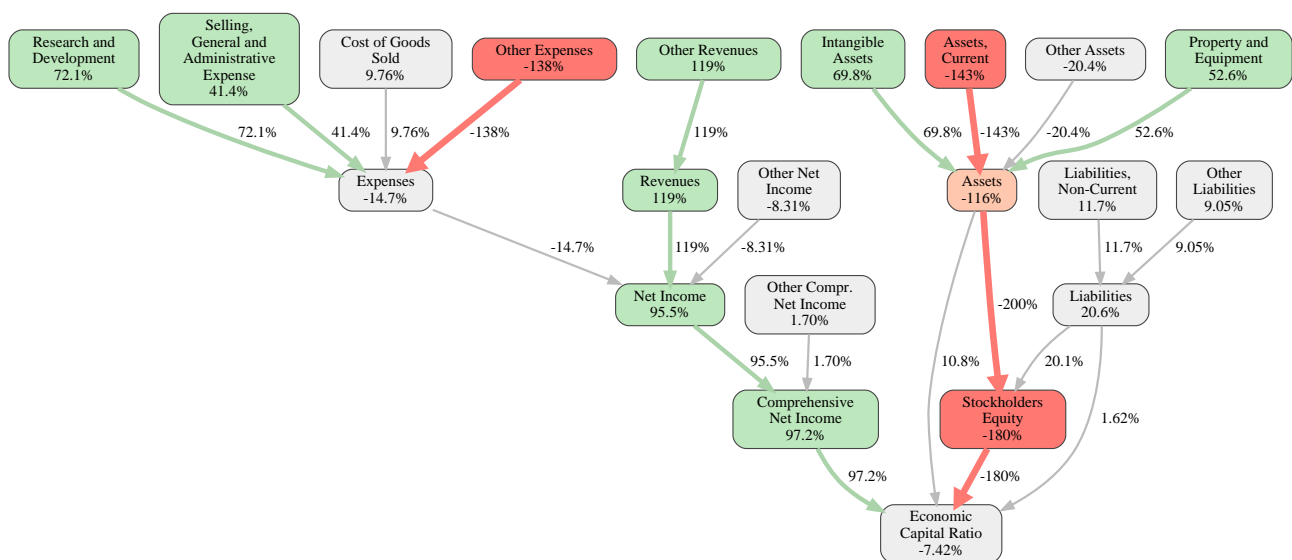 Research and
Development
72.1%
Selling,
General and
Administrative
Expense
41.4%
Cost of Goods
Sold
9.76%
Other Expenses
-138%
Other Revenues
119%
Intangible
Assets
69.8%
Assets,
Current
-143%
Other Assets
-20.4%
Property and
Equipment
52.6%
72.1%
41.4%
9.76%
-138%
119%
69.8%
-143%
-20.4%
52.6%
Expenses
-14.7%
Revenues
119%
Other Net
Income
-8.31%
Assets
-116%
Liabilities,
Non-Current
11.7%
Other
Liabilities
9.05%
-14.7%
119%
-8.31%
11.7%
9.05%
Net Income
95.5%
Other Compr.
Net Income
1.70%
-200%
Liabilities
20.6%
95.5%
1.70%
10.8%
20.1%
Comprehensive
Net Income
97.2%
Stockholders
Equity
-180%
1.62%
97.2%
-180%
Economic
Capital Ratio
-7.42%